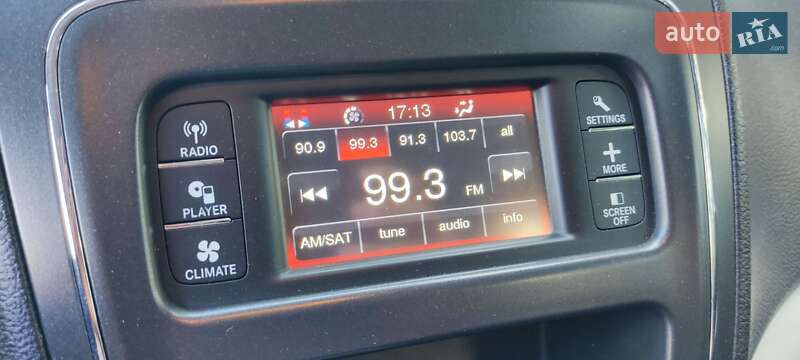 auto RIA
.com
17:13
90.9 99.3 91.3 103.7 all
99.3 FM
AM/SAT tune audio info
RADIO
PLAYER
CLIMATE
SETTINGS
MORE
SCREEN
OFF